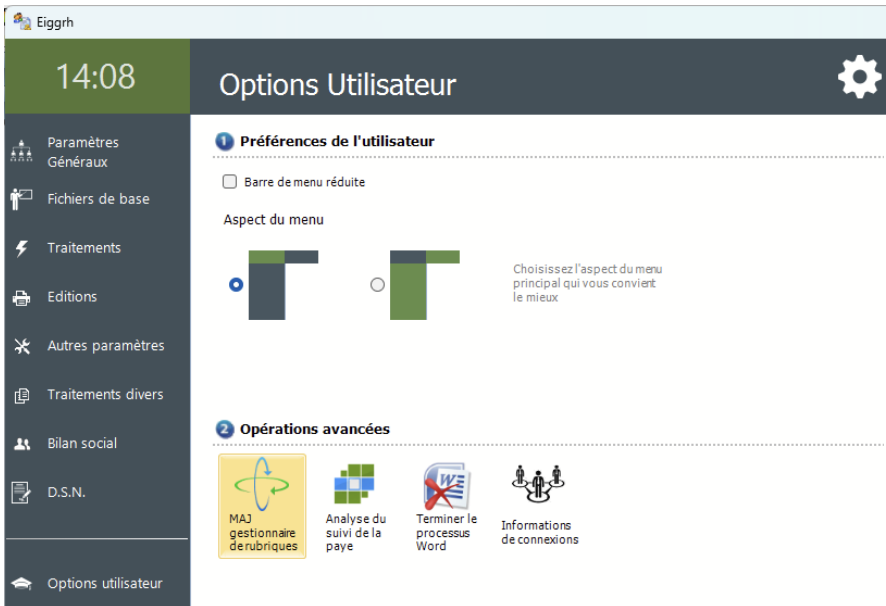 Eiggrh
14:08
Options Utilisateur
Paramètres
Généraux
Fichiers de base
Traitements
Editions
Autres paramètres
Traitements divers
Bilan social
D.S.N.
Options utilisateur
1 Préférences de l'utilisateur
Barre de menu réduite
Aspect du menu
Choisissez l'aspect du menu
principal qui vous convient
le mieux
2 Opérations avancées
MAJ
gestionnaire
de rubriques
Analyse du
suivi de la
paye
W
Terminer le
processus
Word
Informations
de connexions